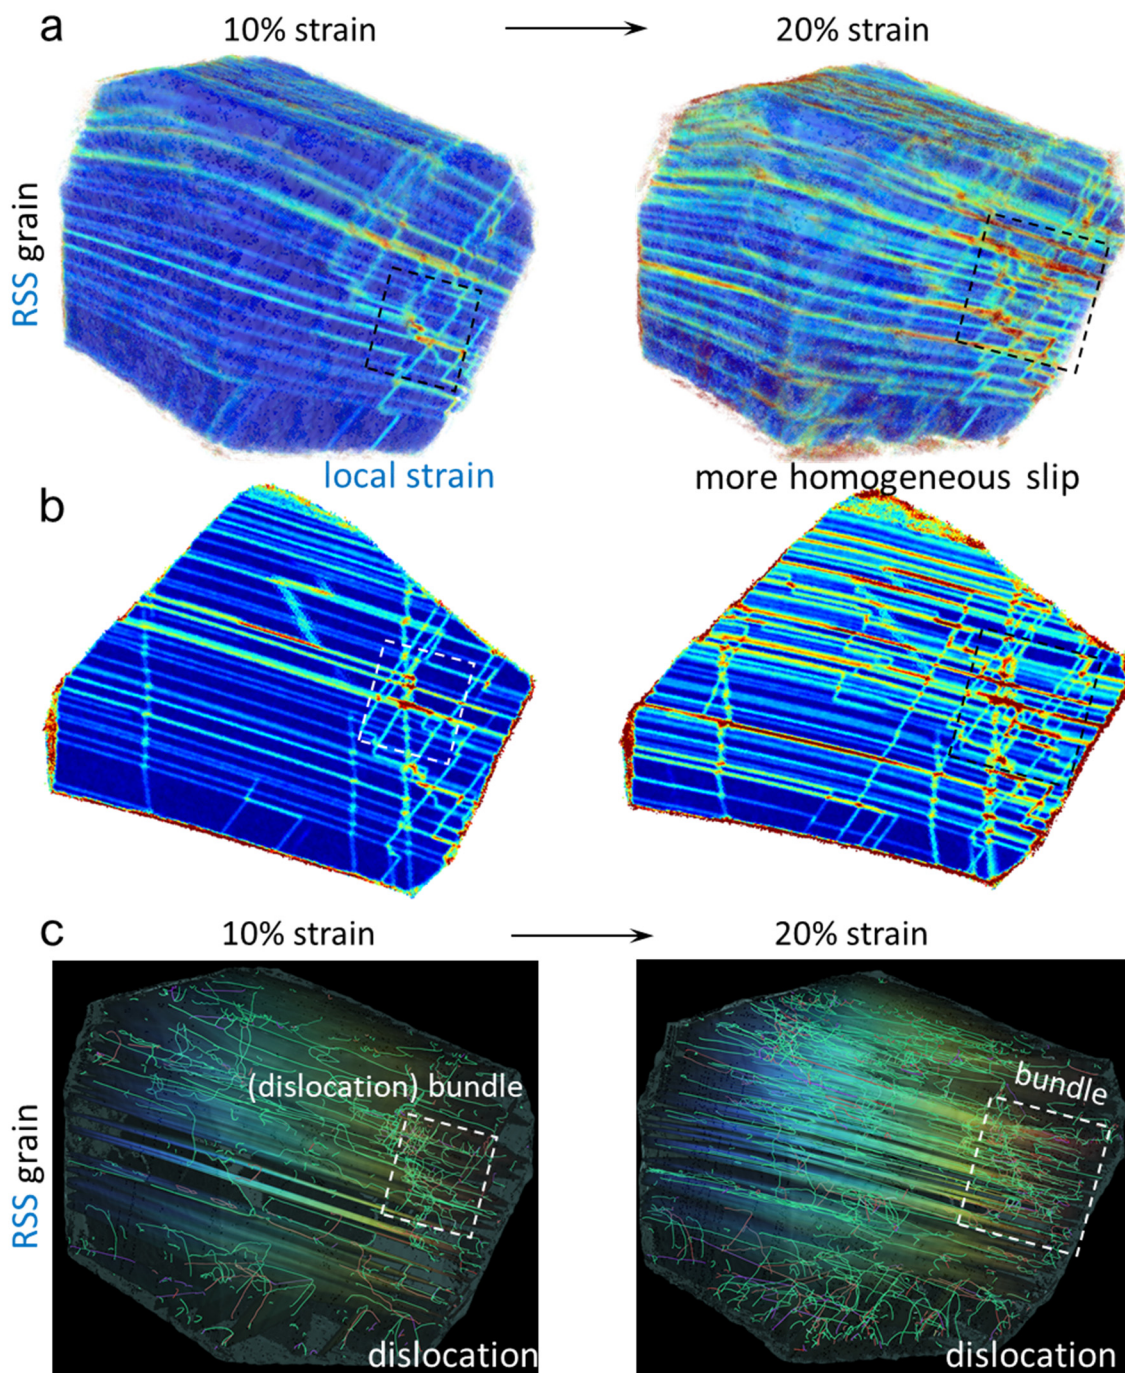 a
10% strain
20% strain
RSS grain
local strain
more homogeneous slip
b
c
10% strain
20% strain
RSS grain
(dislocation) bundle
bundle
dislocation
dislocation